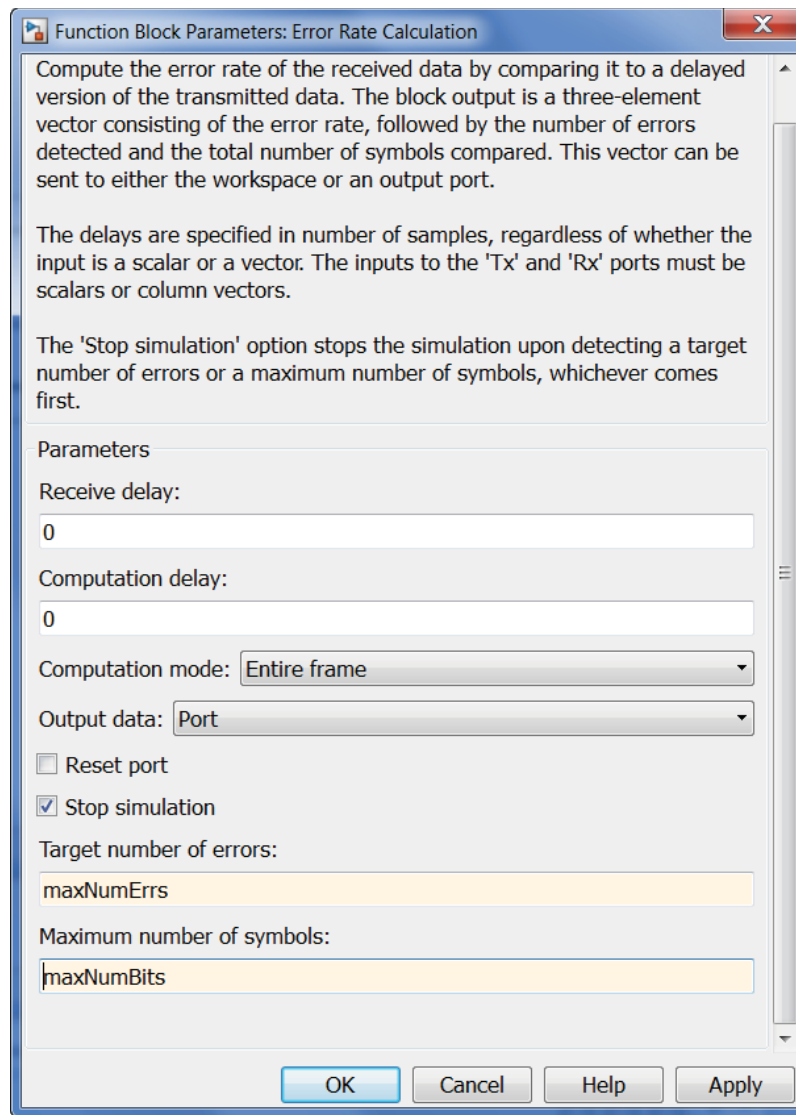 Function Block Parameters: Error Rate Calculation
Compute the error rate of the received data by comparing it to a delayed
version of the transmitted data. The block output is a three-element
vector consisting of the error rate, followed by the number of errors
detected and the total number of symbols compared. This vector can be
sent to either the workspace or an output port.
The delays are specified in number of samples, regardless of whether the
input is a scalar or a vector. The inputs to the 'Tx' and 'Rx' ports must be
scalars or column vectors.
The 'Stop simulation' option stops the simulation upon detecting a target
number of errors or a maximum number of symbols, whichever comes
first.
Parameters
Receive delay:
0
Computation delay:
0
Computation mode: Entire frame
Output data: Port
Reset port
Stop simulation
Target number of errors:
maxNumErrs
Maximum number of symbols:
maxNumBits
OK Cancel Help Apply